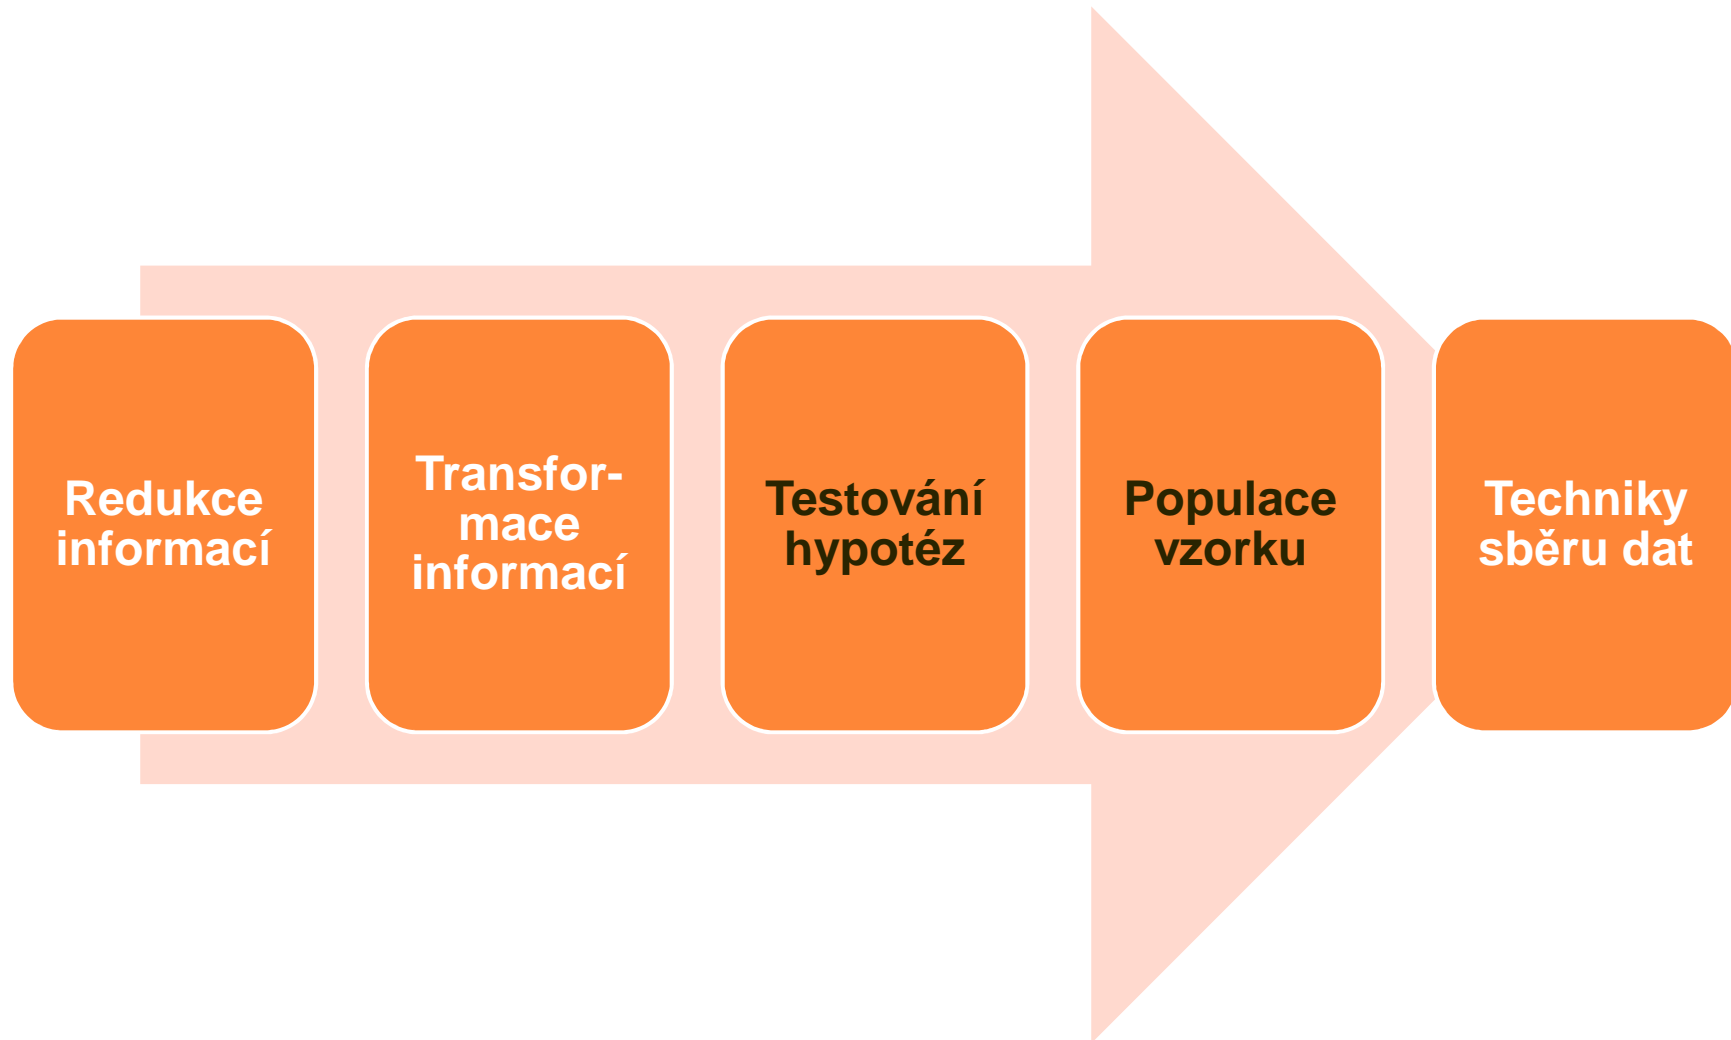 Redukce
informací
Transfor-
mace
informací
Testování
hypotéz
Populace
vzorku
Techniky
sběru dat